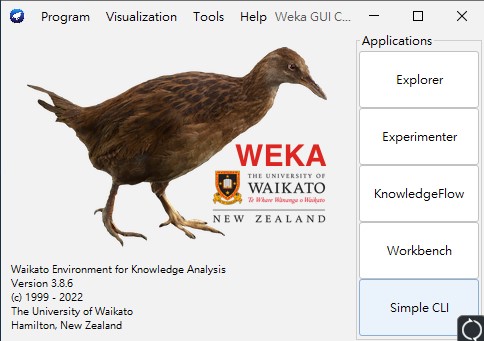 Program Visualization Tools Help Weka GUI C...
Applications
Explorer
Experimenter
KnowledgeFlow
Workbench
Simple CLI
WEKA
THE UNIVERSITY OF
WAIKATO
Te Whare Wānanga o Waikato
NEW ZEALAND
Waikato Environment for Knowledge Analysis
Version 3.8.6
(c) 1999 - 2022
The University of Waikato
Hamilton, New Zealand